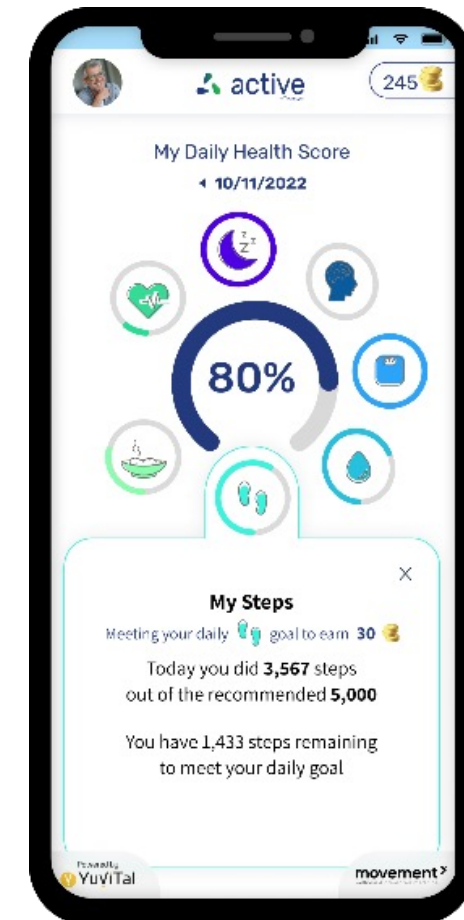 active
245
My Daily Health Score
10/11/2022
z z z
80%
My Steps
Meeting your daily goal to earn 30
Today you did 3,567 steps
out of the recommended 5,000
You have 1,433 steps remaining
to meet your daily goal
Powered by
YuviTal
movement